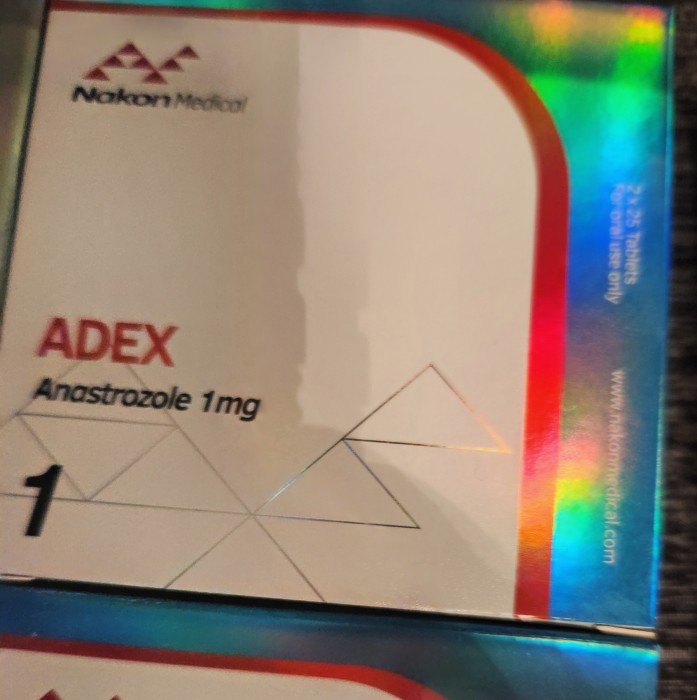 Nakon Medical
ADEX
Anastrozole 1mg
1
2 x 25 Tablets
For oral use only
www.nakonmedical.com